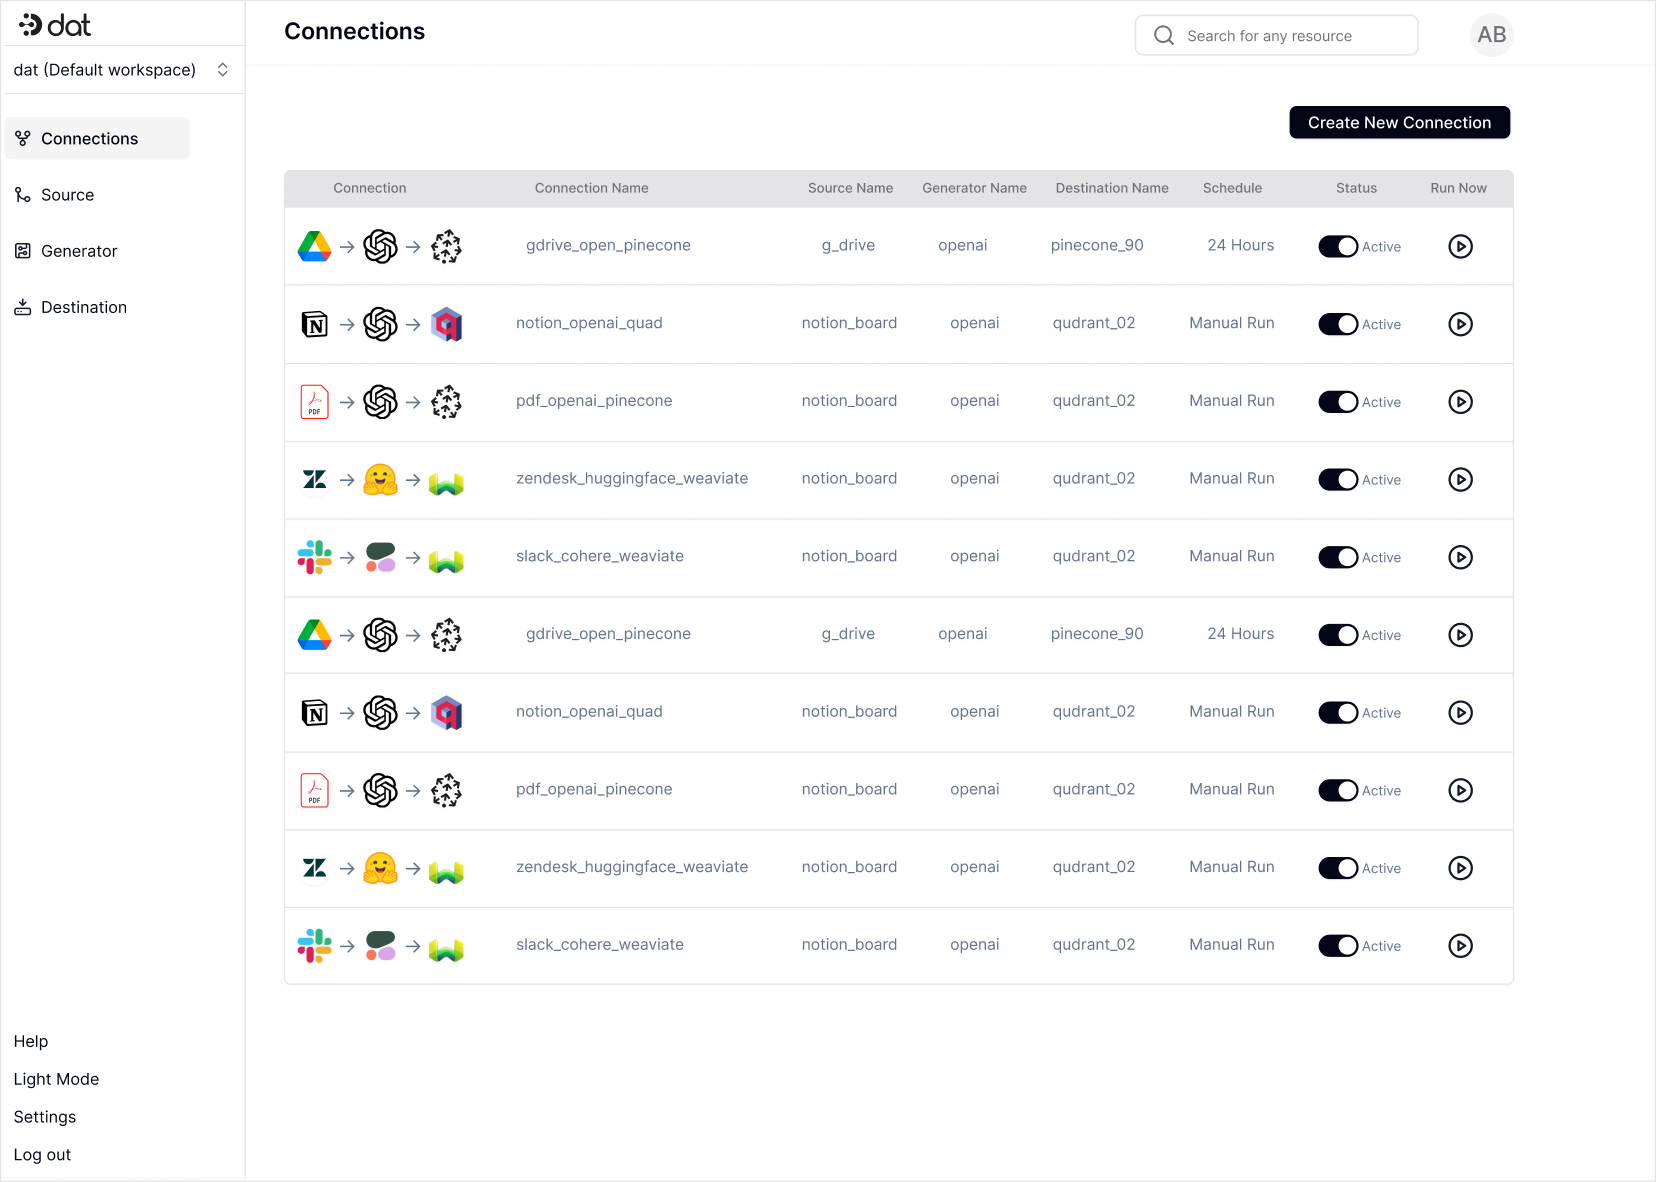 dat
Connections
Search for any resource
AB
dat (Default workspace)
Connections
Source
Generator
Destination
Create New Connection
Connection Connection Name Source Name Generator Name Destination Name Schedule Status Run Now
gdrive_open_pinecone g_drive openai pinecone_90 24 Hours Active
N notion_openai_quad notion_board openai qudrant_02 Manual Run Active
PDF pdf_openai_pinecone notion_board openai qudrant_02 Manual Run Active
zendesk_huggingface_weaviate notion_board openai qudrant_02 Manual Run Active
slack_cohere_weaviate notion_board openai qudrant_02 Manual Run Active
gdrive_open_pinecone g_drive openai pinecone_90 24 Hours Active
N notion_openai_quad notion_board openai qudrant_02 Manual Run Active
PDF pdf_openai_pinecone notion_board openai qudrant_02 Manual Run Active
zendesk_huggingface_weaviate notion_board openai qudrant_02 Manual Run Active
slack_cohere_weaviate notion_board openai qudrant_02 Manual Run Active
Help
Light Mode
Settings
Log out